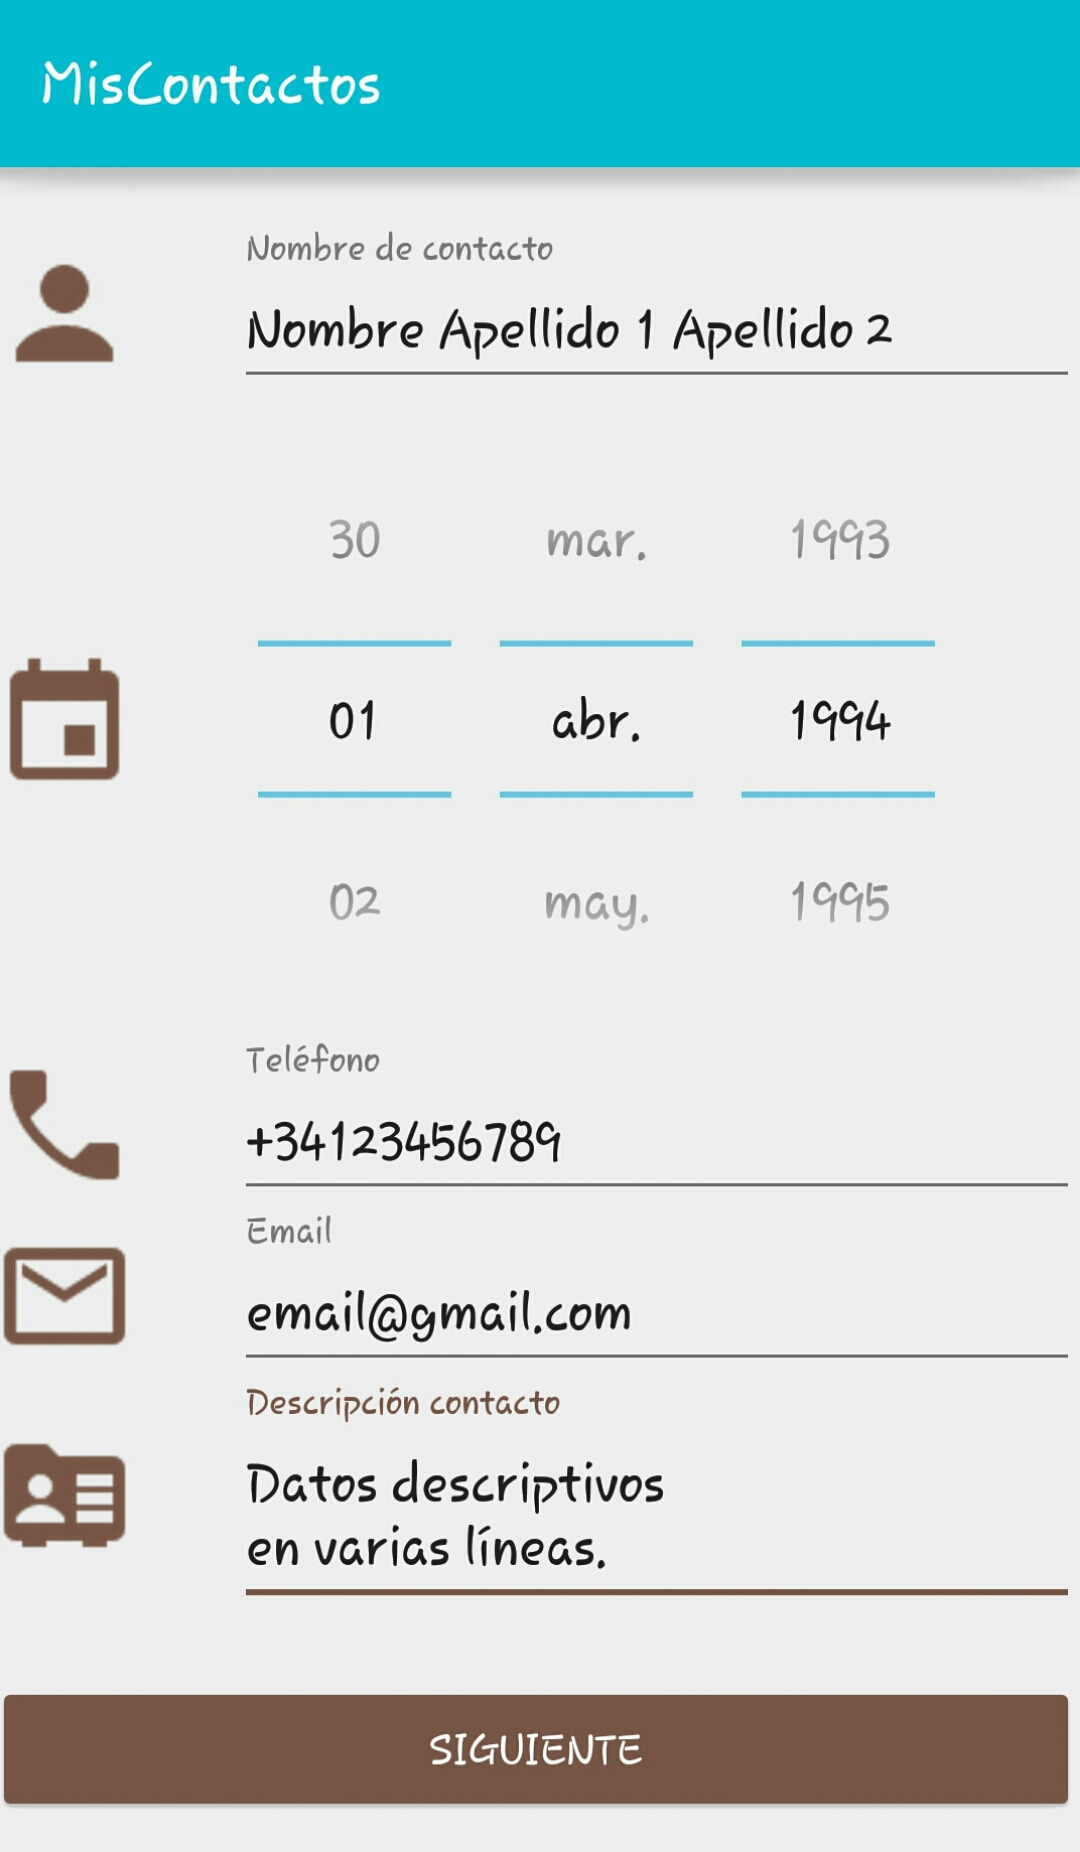 MisContactos
Nombre de contacto
Nombre Apellido 1 Apellido 2
30 mar. 1993
01 abr. 1994
02 may. 1995
Teléfono
+34123456789
Email
email@gmail.com
Descripción contacto
Datos descriptivos
en varias líneas.
SIGUIENTE